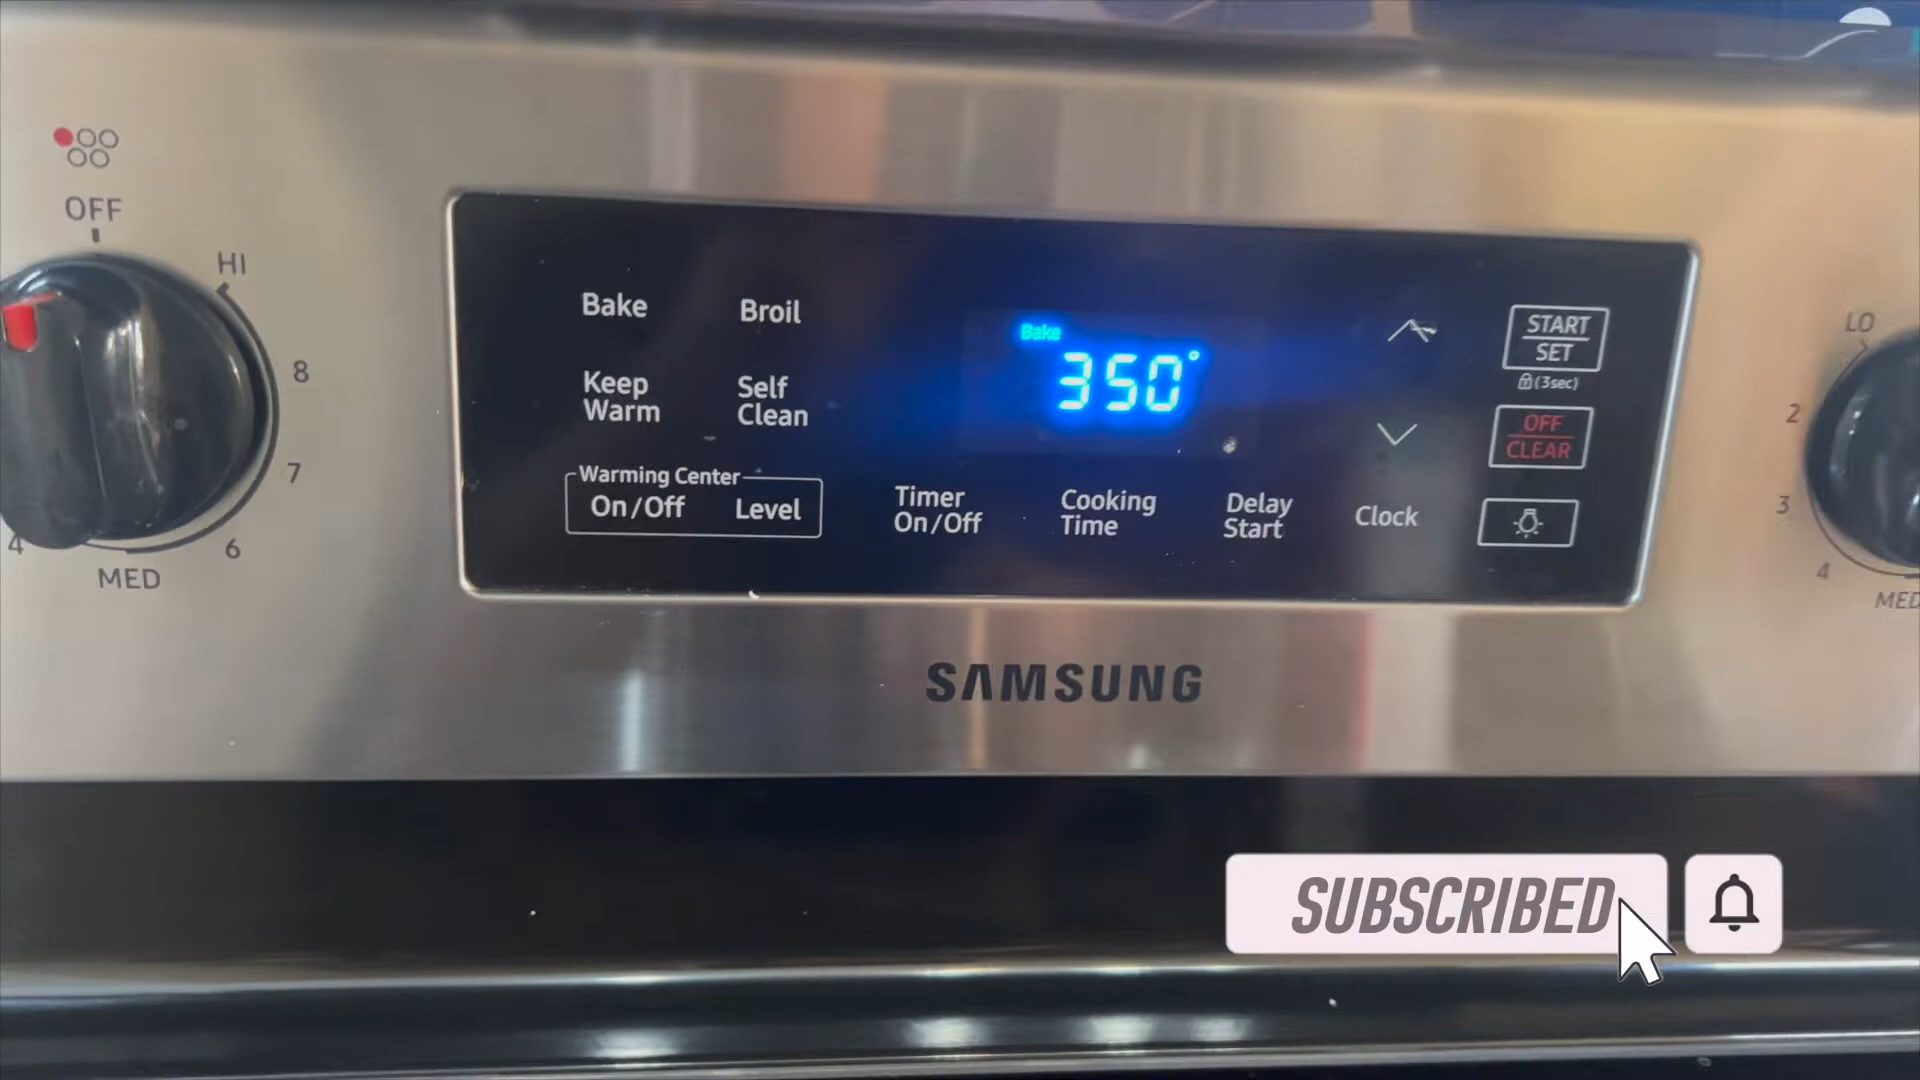 OFF
HI
8
7
6
4
MED
Bake
Broil
Keep
Warm
Self
Clean
Warming Center
On/Off
Level
Timer
On/Off
Cooking
Time
Delay
Start
Clock
Bake
350°
START
SET
(3sec)
OFF
CLEAR
LO
2
3
4
MED
SAMSUNG
SUBSCRIBED